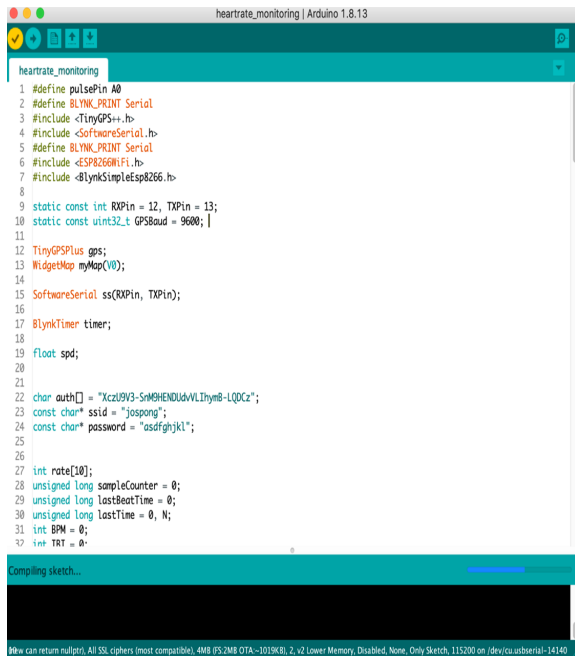 heartrate_monitoring | Arduino 1.8.13
heartrate_monitoring
1 #define pulsePin A0
2 #define BLYNK_PRINT Serial
3 #include <TinyGPS++.h>
4 #include <SoftwareSerial.h>
5 #define BLYNK_PRINT Serial
6 #include <ESP8266WiFi.h>
7 #include <BlynkSimpleEsp8266.h>
8
9 static const int RXPin = 12, TXPin = 13;
10 static const uint32_t GPSBaud = 9600;
11
12 TinyGPSPlus gps;
13 WidgetMap myMap(V0);
14
15 SoftwareSerial ss(RXPin, TXPin);
16
17 BlynkTimer timer;
18
19 float spd;
20
21
22 char auth[] = "XczU9V3-SnM9HENDUdvVLIhymB-LQDCz";
23 const char* ssid = "jospong";
24 const char* password = "asdfghjkl";
25
26
27 int rate[10];
28 unsigned long sampleCounter = 0;
29 unsigned long lastBeatTime = 0;
30 unsigned long lastTime = 0, N;
31 int BPM = 0;
32 int IBI = 0;
Compiling sketch...
can return nullptr), All SSL ciphers (most compatible), 4MB (FS:2MB OTA:~1019KB), 2, v2 Lower Memory, Disabled, None, Only Sketch, 115200 on /dev/cu.usbserial-14140